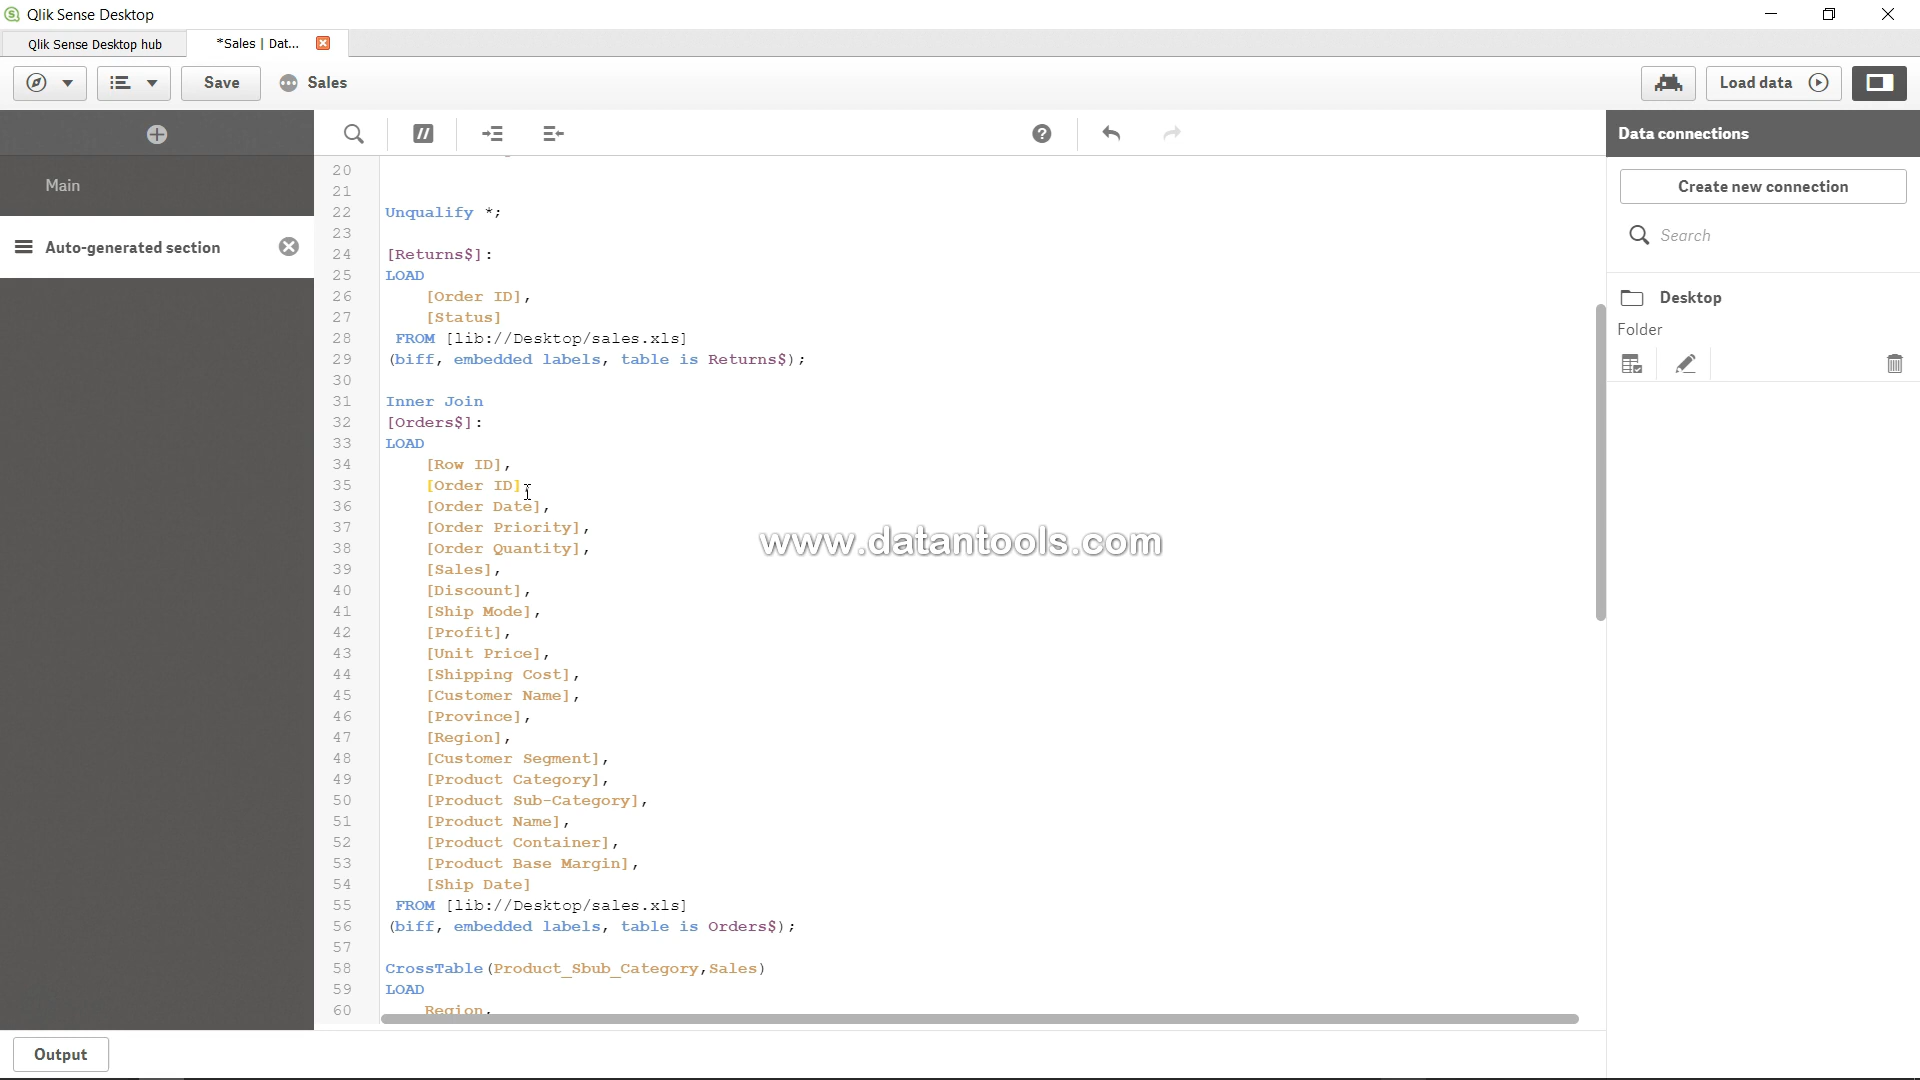 Qlik Sense Desktop
Qlik Sense Desktop hub
*Sales | Dat...
Save
Sales
Load data
Data connections
Main
Create new connection
Auto-generated section
Search
Desktop
Folder
20
21
22 Unqualify *;
23
24 [Returns$]:
25 LOAD
26 [Order ID],
27 [Status]
28 FROM [lib://Desktop/sales.xls]
29 (biff, embedded labels, table is Returns$);
30
31 Inner Join
32 [Orders$]:
33 LOAD
34 [Row ID],
35 [Order ID],
36 [Order Date],
37 [Order Priority],
38 [Order Quantity],
39 [Sales],
40 [Discount],
41 [Ship Mode],
42 [Profit],
43 [Unit Price],
44 [Shipping Cost],
45 [Customer Name],
46 [Province],
47 [Region],
48 [Customer Segment],
49 [Product Category],
50 [Product Sub-Category],
51 [Product Name],
52 [Product Container],
53 [Product Base Margin],
54 [Ship Date]
55 FROM [lib://Desktop/sales.xls]
56 (biff, embedded labels, table is Orders$);
57
58 CrossTable(Product_Sbub_Category,Sales)
59 LOAD
60 Region,
www.datantools.com
Output